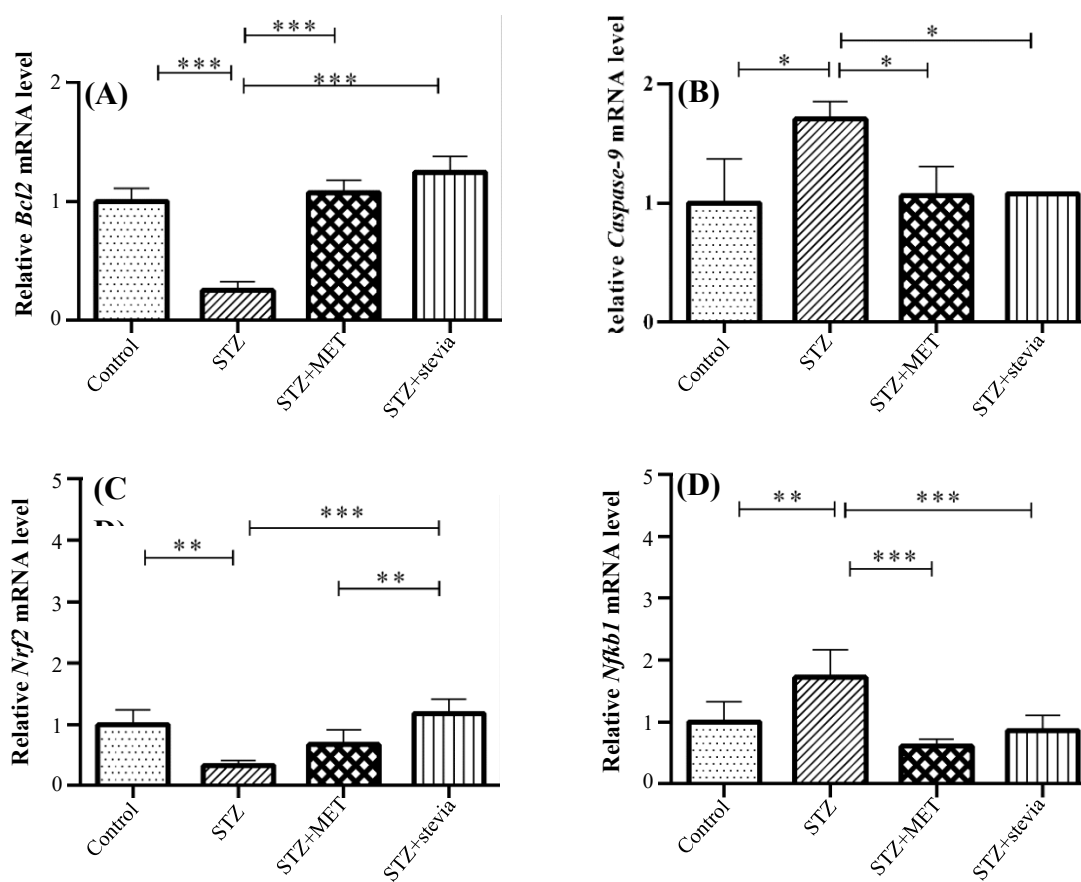 Relative Bcl2 mRNA level
(A)
***
***
***
2
1
0
Control
STZ
STZ+MET
STZ+stevia
Relative Caspase-9 mRNA level
(B)
*
*
*
2
1
0
Control
STZ
STZ+MET
STZ+stevia
Relative Nrf2 mRNA level
(C
**
***
**
5
4
3
2
1
0
Control
STZ
STZ+MET
STZ+stevia
Relative Nfkb1 mRNA level
(D)
**
***
***
5
4
3
2
1
0
Control
STZ
STZ+MET
STZ+stevia